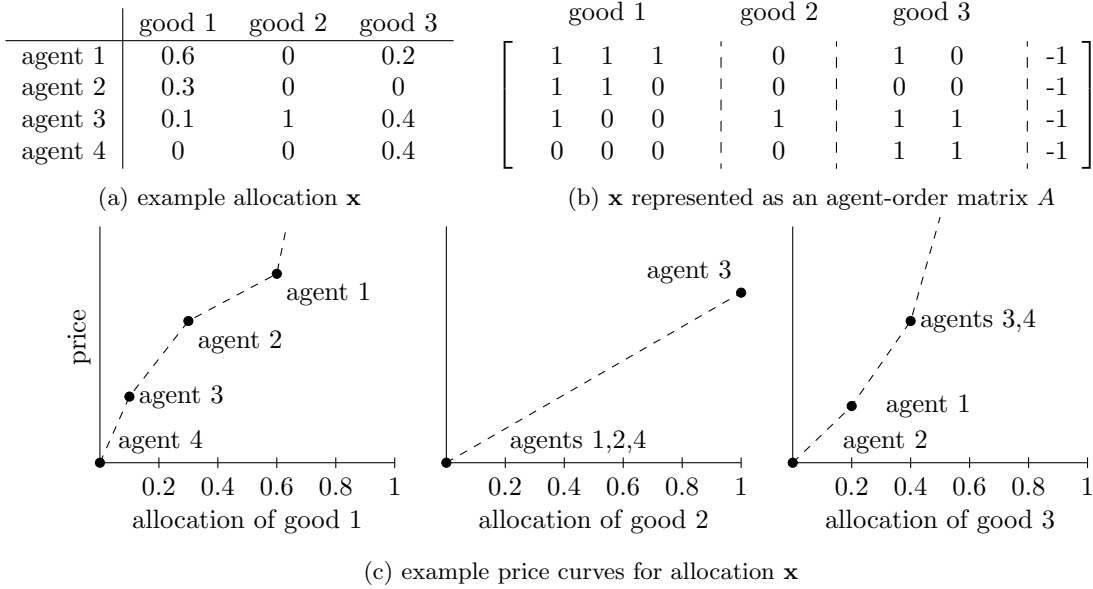 good 1 good 2 good 3
agent 1 0.6 0 0.2
agent 2 0.3 0 0
agent 3 0.1 1 0.4
agent 4 0 0 0.4
(a) example allocation x
good 1 good 2 good 3
1 1 1 0 1 0 -1
1 1 0 0 0 0 -1
1 0 0 1 1 1 -1
0 0 0 0 1 1 -1
(b) x represented as an agent-order matrix A
price
agent 1
agent 2
agent 3
agent 4
0.2 0.4 0.6 0.8 1
allocation of good 1
agent 3
agents 1,2,4
0.2 0.4 0.6 0.8 1
allocation of good 2
agents 3,4
agent 1
agent 2
0.2 0.4 0.6 0.8 1
allocation of good 3
(c) example price curves for allocation x